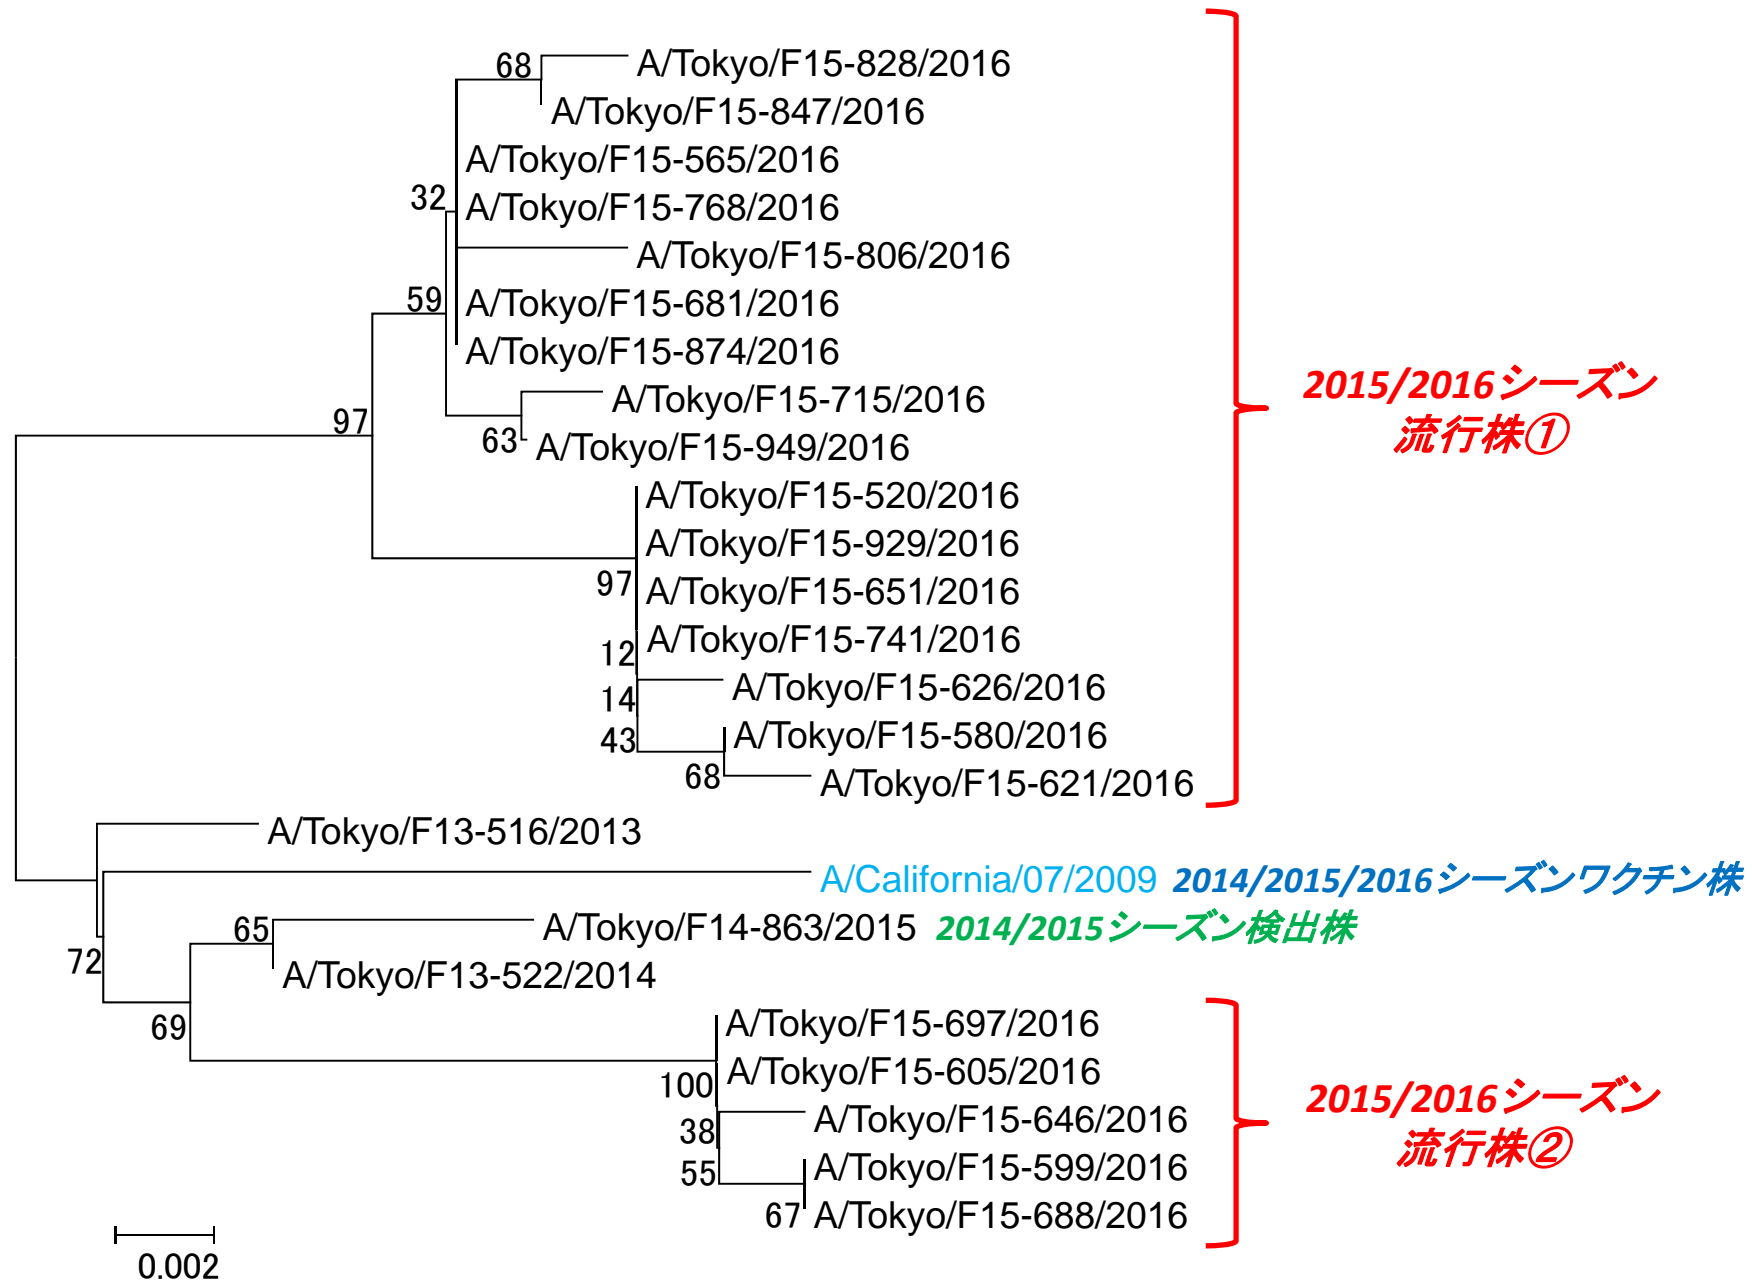 68
A/Tokyo/F15-828/2016
A/Tokyo/F15-847/2016
A/Tokyo/F15-565/2016
32
A/Tokyo/F15-768/2016
A/Tokyo/F15-806/2016
59
A/Tokyo/F15-681/2016
A/Tokyo/F15-874/2016
A/Tokyo/F15-715/2016
97
63
A/Tokyo/F15-949/2016
A/Tokyo/F15-520/2016
A/Tokyo/F15-929/2016
97
A/Tokyo/F15-651/2016
A/Tokyo/F15-741/2016
12
14
A/Tokyo/F15-626/2016
43
A/Tokyo/F15-580/2016
68
A/Tokyo/F15-621/2016
2015/2016シーズン
流行株①
A/Tokyo/F13-516/2013
A/California/07/2009 2014/2015/2016シーズンワクチン株
65
A/Tokyo/F14-863/2015 2014/2015シーズン検出株
72
A/Tokyo/F13-522/2014
69
A/Tokyo/F15-697/2016
100
A/Tokyo/F15-605/2016
38
A/Tokyo/F15-646/2016
55
A/Tokyo/F15-599/2016
67
A/Tokyo/F15-688/2016
2015/2016シーズン
流行株②
0.002